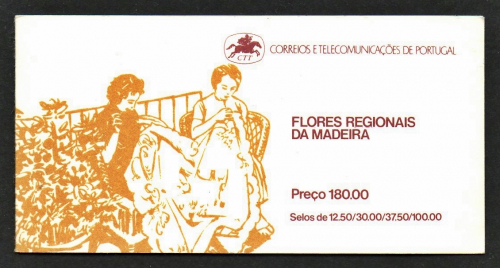 CTT
CORREIOS E TELECOMUNICAÇÕES DE PORTUGAL
FLORES REGIONAIS
DA MADEIRA
Preço 180.00
Selos de 12.50/30.00/37.50/100.00